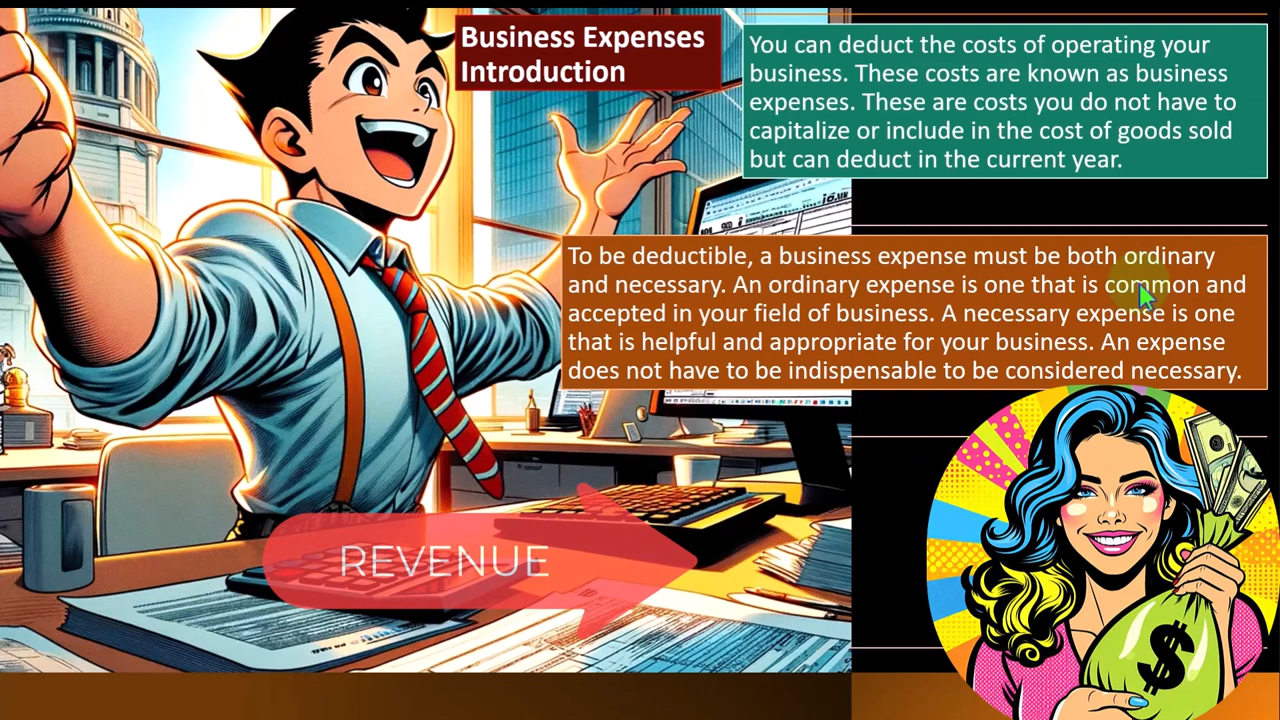 Business Expenses
Introduction
You can deduct the costs of operating your
business. These costs are known as business
expenses. These are costs you do not have to
capitalize or include in the cost of goods sold
but can deduct in the current year.
To be deductible, a business expense must be both ordinary
and necessary. An ordinary expense is one that is common and
accepted in your field of business. A necessary expense is one
that is helpful and appropriate for your business. An expense
does not have to be indispensable to be considered necessary.
REVENUE
$